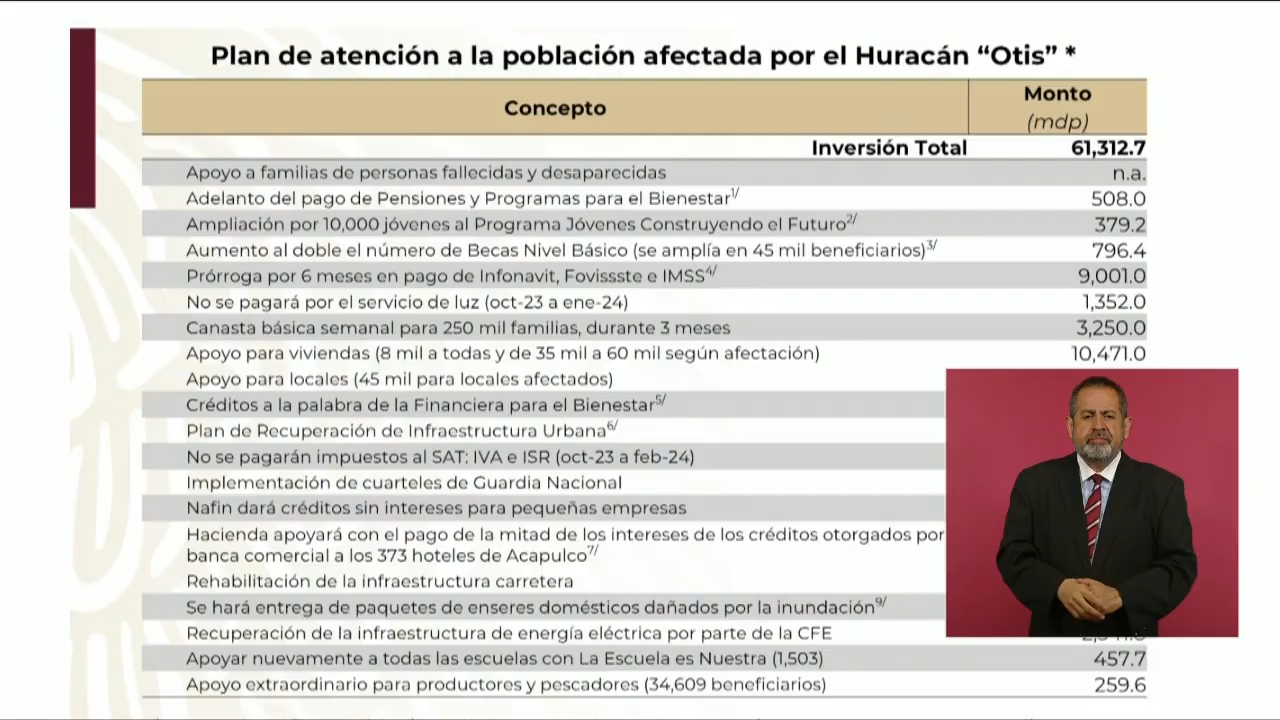 Plan de atención a la población afectada por el Huracán “Otis” *
Concepto
Monto
(mdp)
Inversión Total 61,312.7
Apoyo a familias de personas fallecidas y desaparecidas n.a.
Adelanto del pago de Pensiones y Programas para el Bienestar1/ 508.0
Ampliación por 10,000 jóvenes al Programa Jóvenes Construyendo el Futuro2/ 379.2
Aumento al doble el número de Becas Nivel Básico (se amplía en 45 mil beneficiarios)3/ 796.4
Prórroga por 6 meses en pago de Infonavit, Fovissste e IMSS4/ 9,001.0
No se pagará por el servicio de luz (oct-23 a ene-24) 1,352.0
Canasta básica semanal para 250 mil familias, durante 3 meses 3,250.0
Apoyo para viviendas (8 mil a todas y de 35 mil a 60 mil según afectación) 10,471.0
Apoyo para locales (45 mil para locales afectados)
Créditos a la palabra de la Financiera para el Bienestar5/
Plan de Recuperación de Infraestructura Urbana6/
No se pagarán impuestos al SAT: IVA e ISR (oct-23 a feb-24)
Implementación de cuarteles de Guardia Nacional
Nafin dará créditos sin intereses para pequeñas empresas
Hacienda apoyará con el pago de la mitad de los intereses de los créditos otorgados por
banca comercial a los 373 hoteles de Acapulco7/
Rehabilitación de la infraestructura carretera
Se hará entrega de paquetes de enseres domésticos dañados por la inundación9/
Recuperación de la infraestructura de energía eléctrica por parte de la CFE
Apoyar nuevamente a todas las escuelas con La Escuela es Nuestra (1,503) 457.7
Apoyo extraordinario para productores y pescadores (34,609 beneficiarios) 259.6